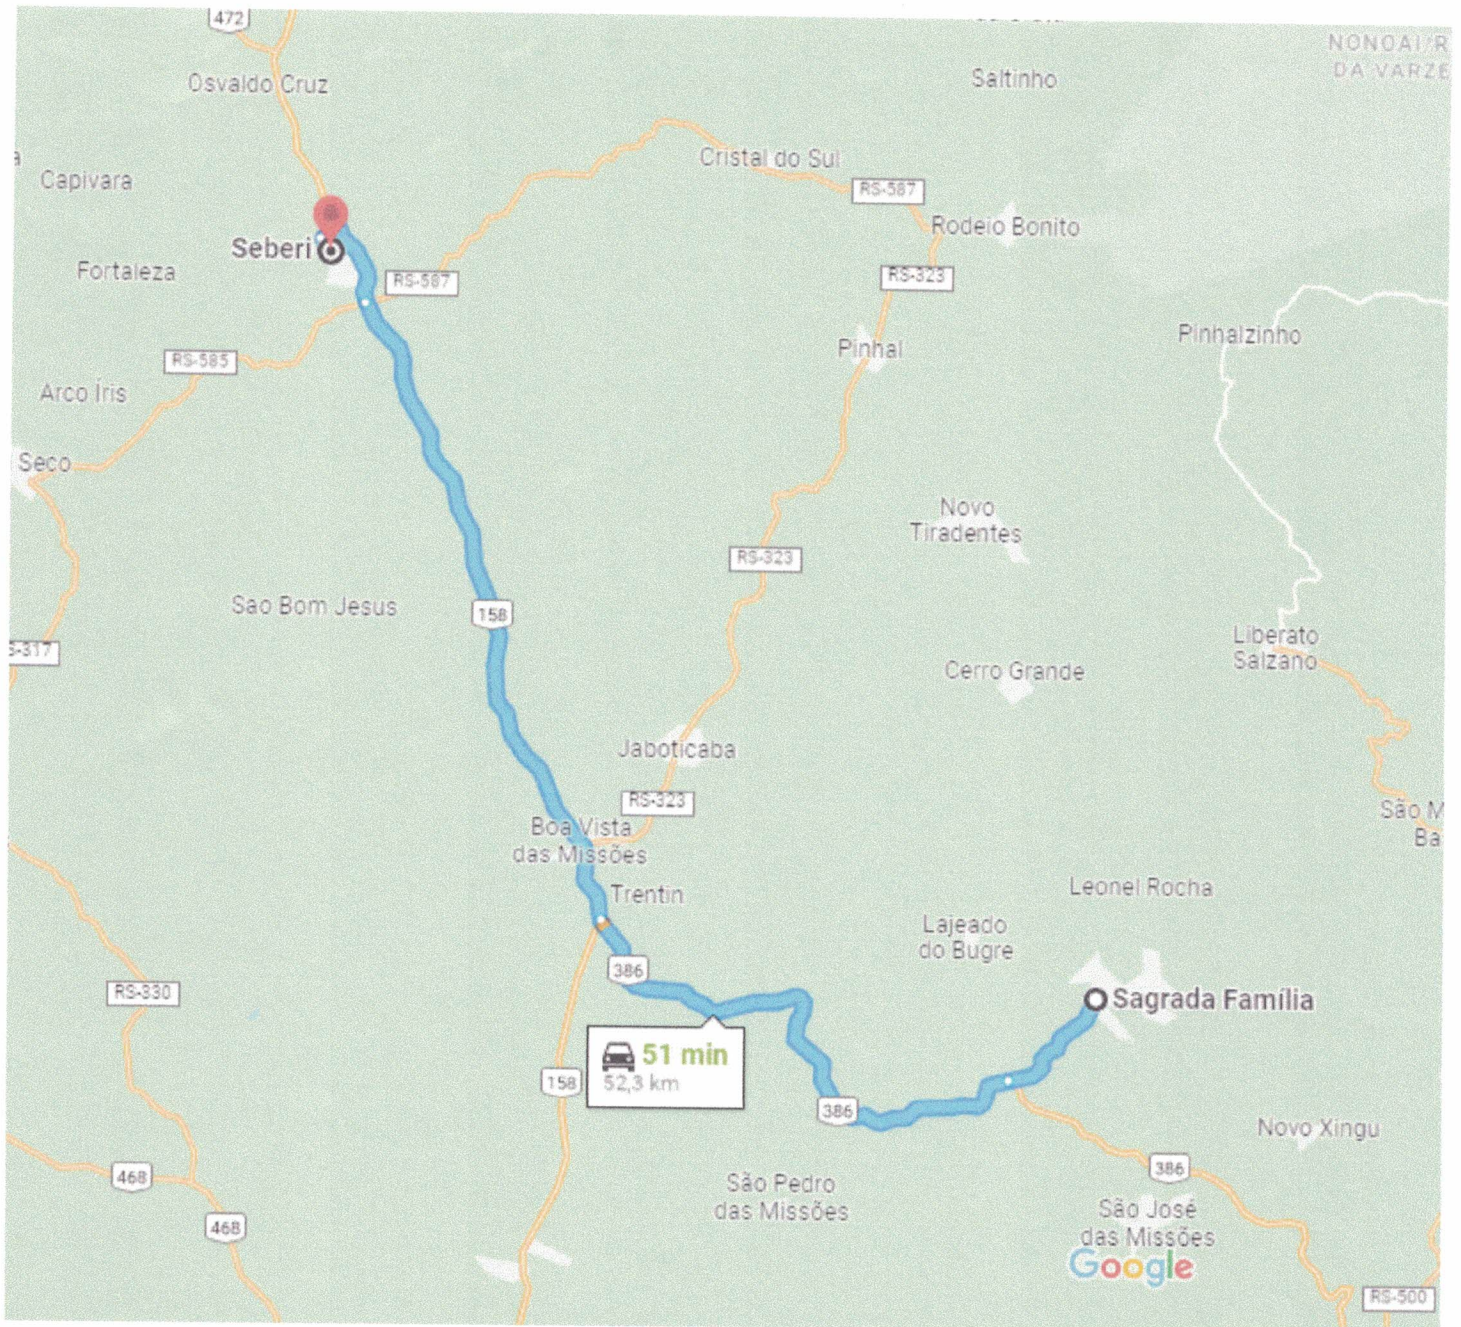 472
NONOAI/R
DA VARZE
Osvaldo Cruz
Saltinho
Cristal do Sul
Capivara
RS-587
Rodeio Bonito
Seberi
Fortaleza
RS-587
RS-323
Pinhalzinho
Pinhal
RS-585
Arco Íris
Seco
Novo
Tiradentes
RS-323
Sao Bom Jesus
158
Liberato
Salzano
S-317
Cerro Grande
Jaboticaba
RS-323
São M
Ba
Boa Vista
das Missões
Leonel Rocha
Trentin
Lajeado
do Bugre
386
RS-330
Sagrada Família
51 min
52,3 km
158
386
Novo Xingu
468
386
São Pedro
das Missões
São José
das Missões
468
Google
RS-500